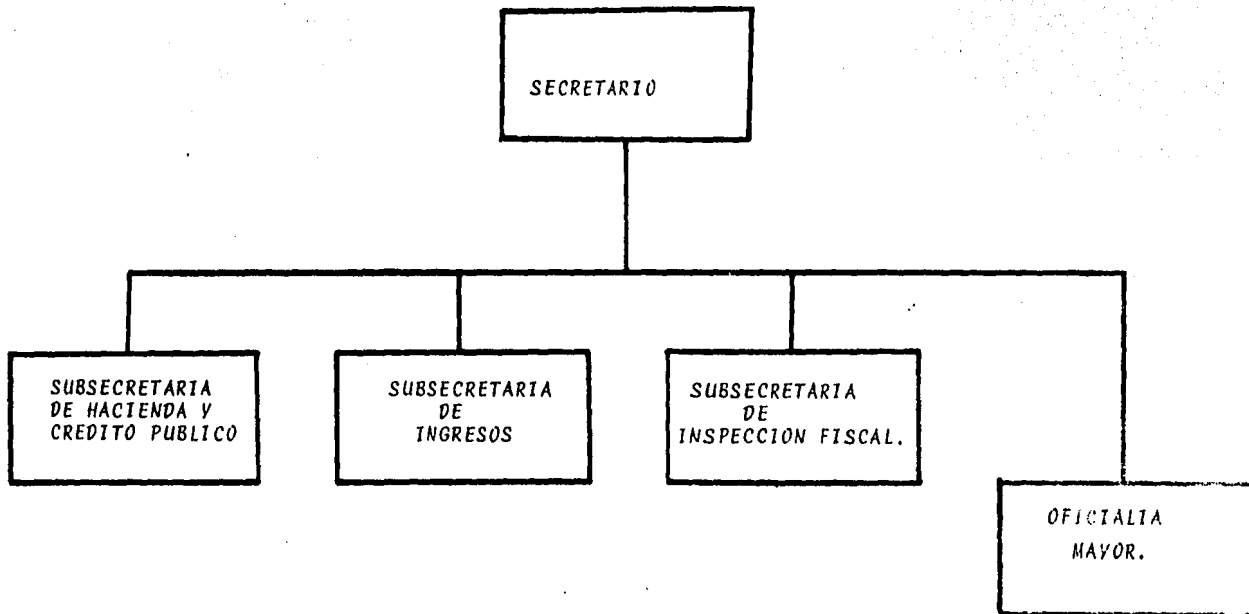 SECRETARIO
SUBSECRETARIA
DE HACIENDA Y
CREDITO PUBLICO
SUBSECRETARIA
DE
INGRESOS
SUBSECRETARIA
DE
INSPECCION FISCAL.
OFICIALIA
MAYOR.